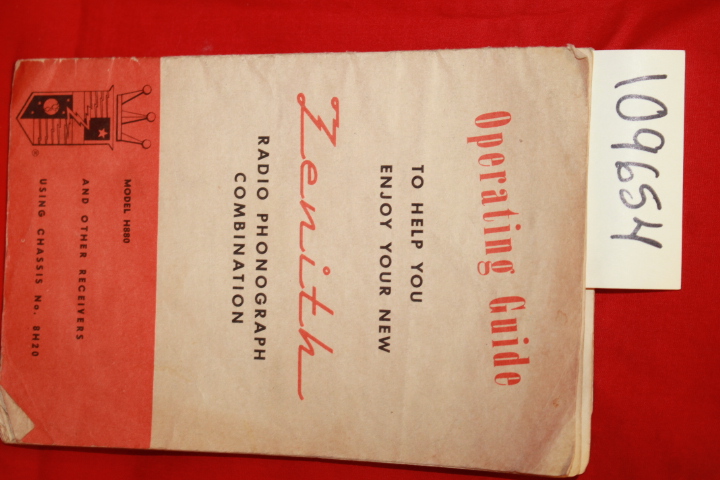 Operating Guide
TO HELP YOU
ENJOY YOUR NEW
Zenith
RADIO PHONOGRAPH
COMBINATION
MODEL H880
AND OTHER RECEIVERS
USING CHASSIS No. 8H20
109654